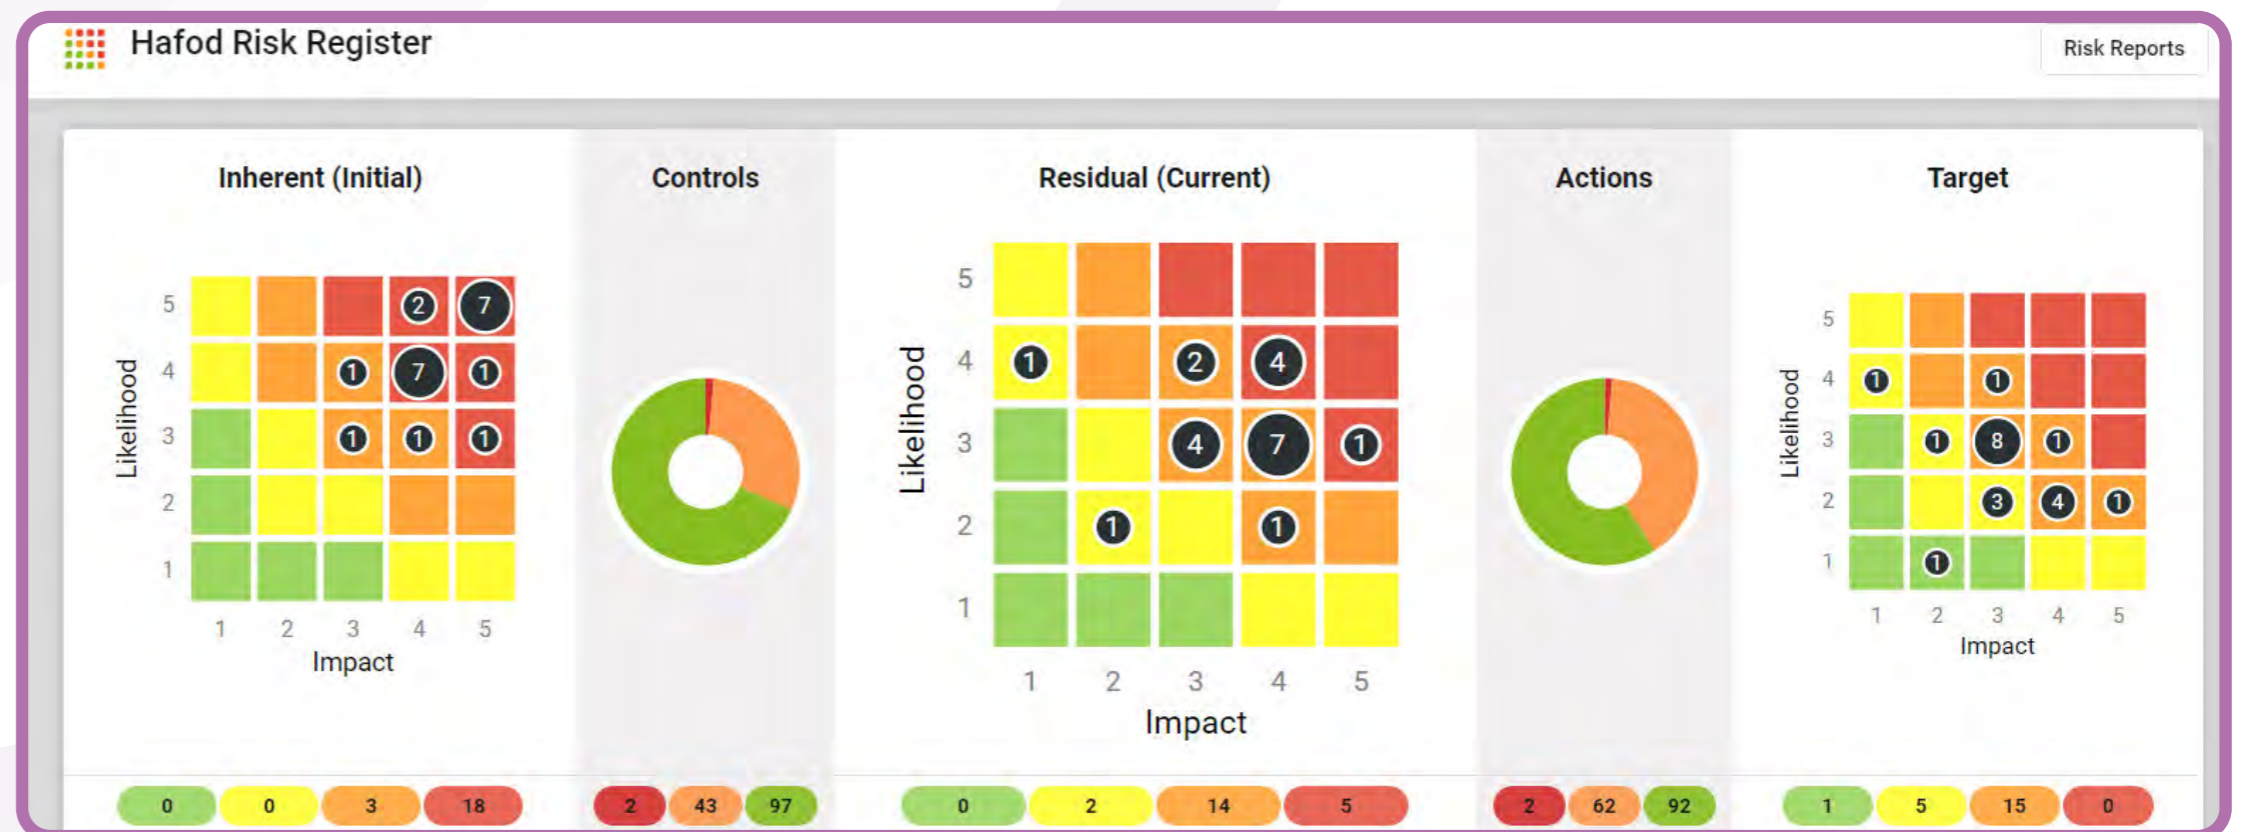 Hafod Risk Register
Risk Reports
Inherent (Initial)
Controls
Residual (Current)
Actions
Target
Likelihood
5 2 7
4 1 7 1
3 1 1 1
2
1
1 2 3 4 5
Impact
Likelihood
5
4 1 2 4
3 4 7 1
2 1 1
1
1 2 3 4 5
Impact
Likelihood
5
4 1 1
3 1 8 1
2 3 4 1
1 1
1 2 3 4 5
Impact
0 0 3 18
2 43 97
0 2 14 5
2 62 92
1 5 15 0